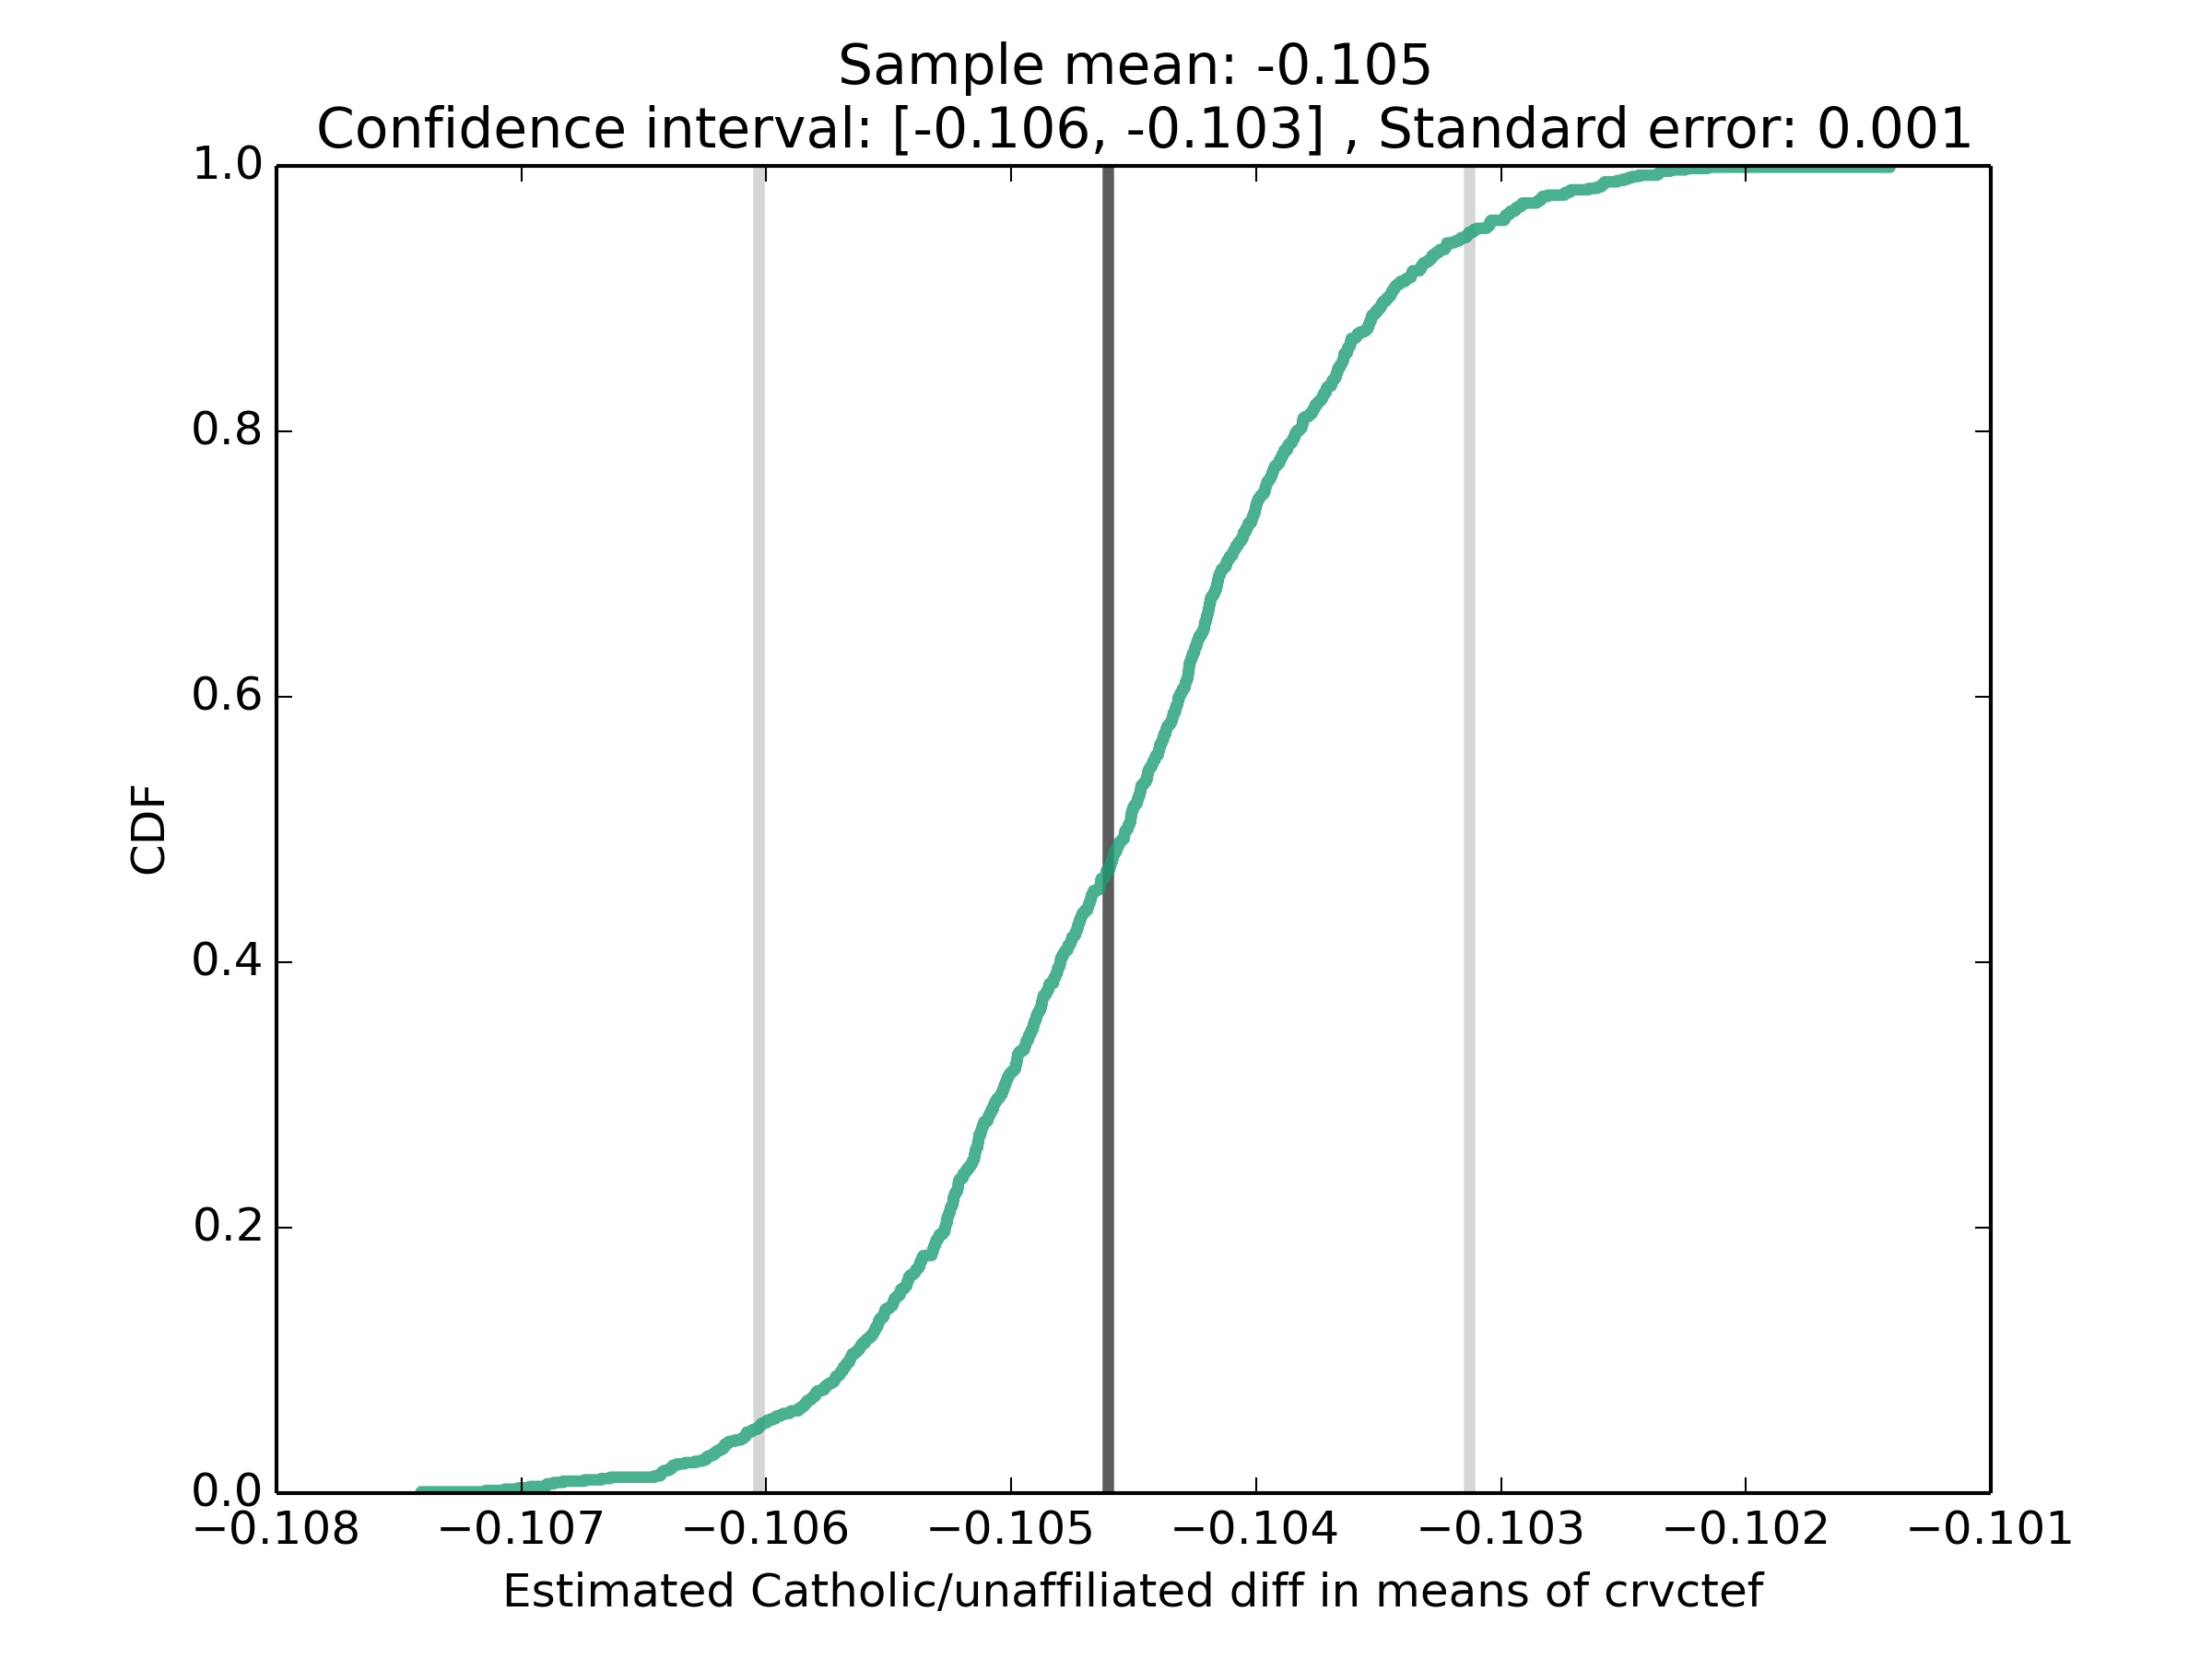 Sample mean: -0.105
Confidence interval: [-0.106, -0.103] , Standard error: 0.001
1.0
0.8
0.6
0.4
0.2
0.0
CDF
−0.108 −0.107 −0.106 −0.105 −0.104 −0.103 −0.102 −0.101
Estimated Catholic/unaffiliated diff in means of crvctef